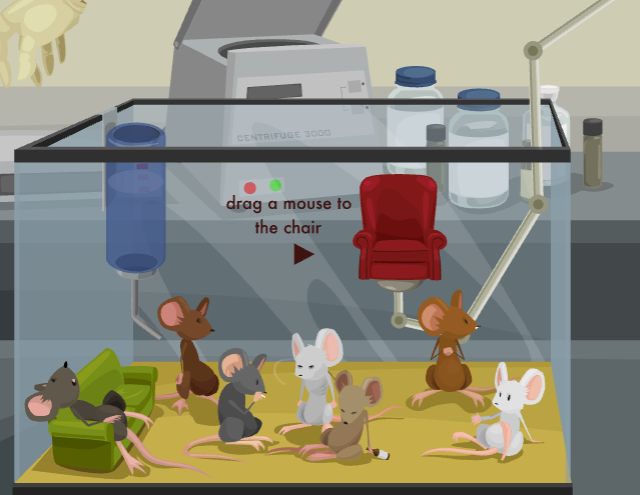 CENTRIFUGE 3000
drag a mouse to
the chair